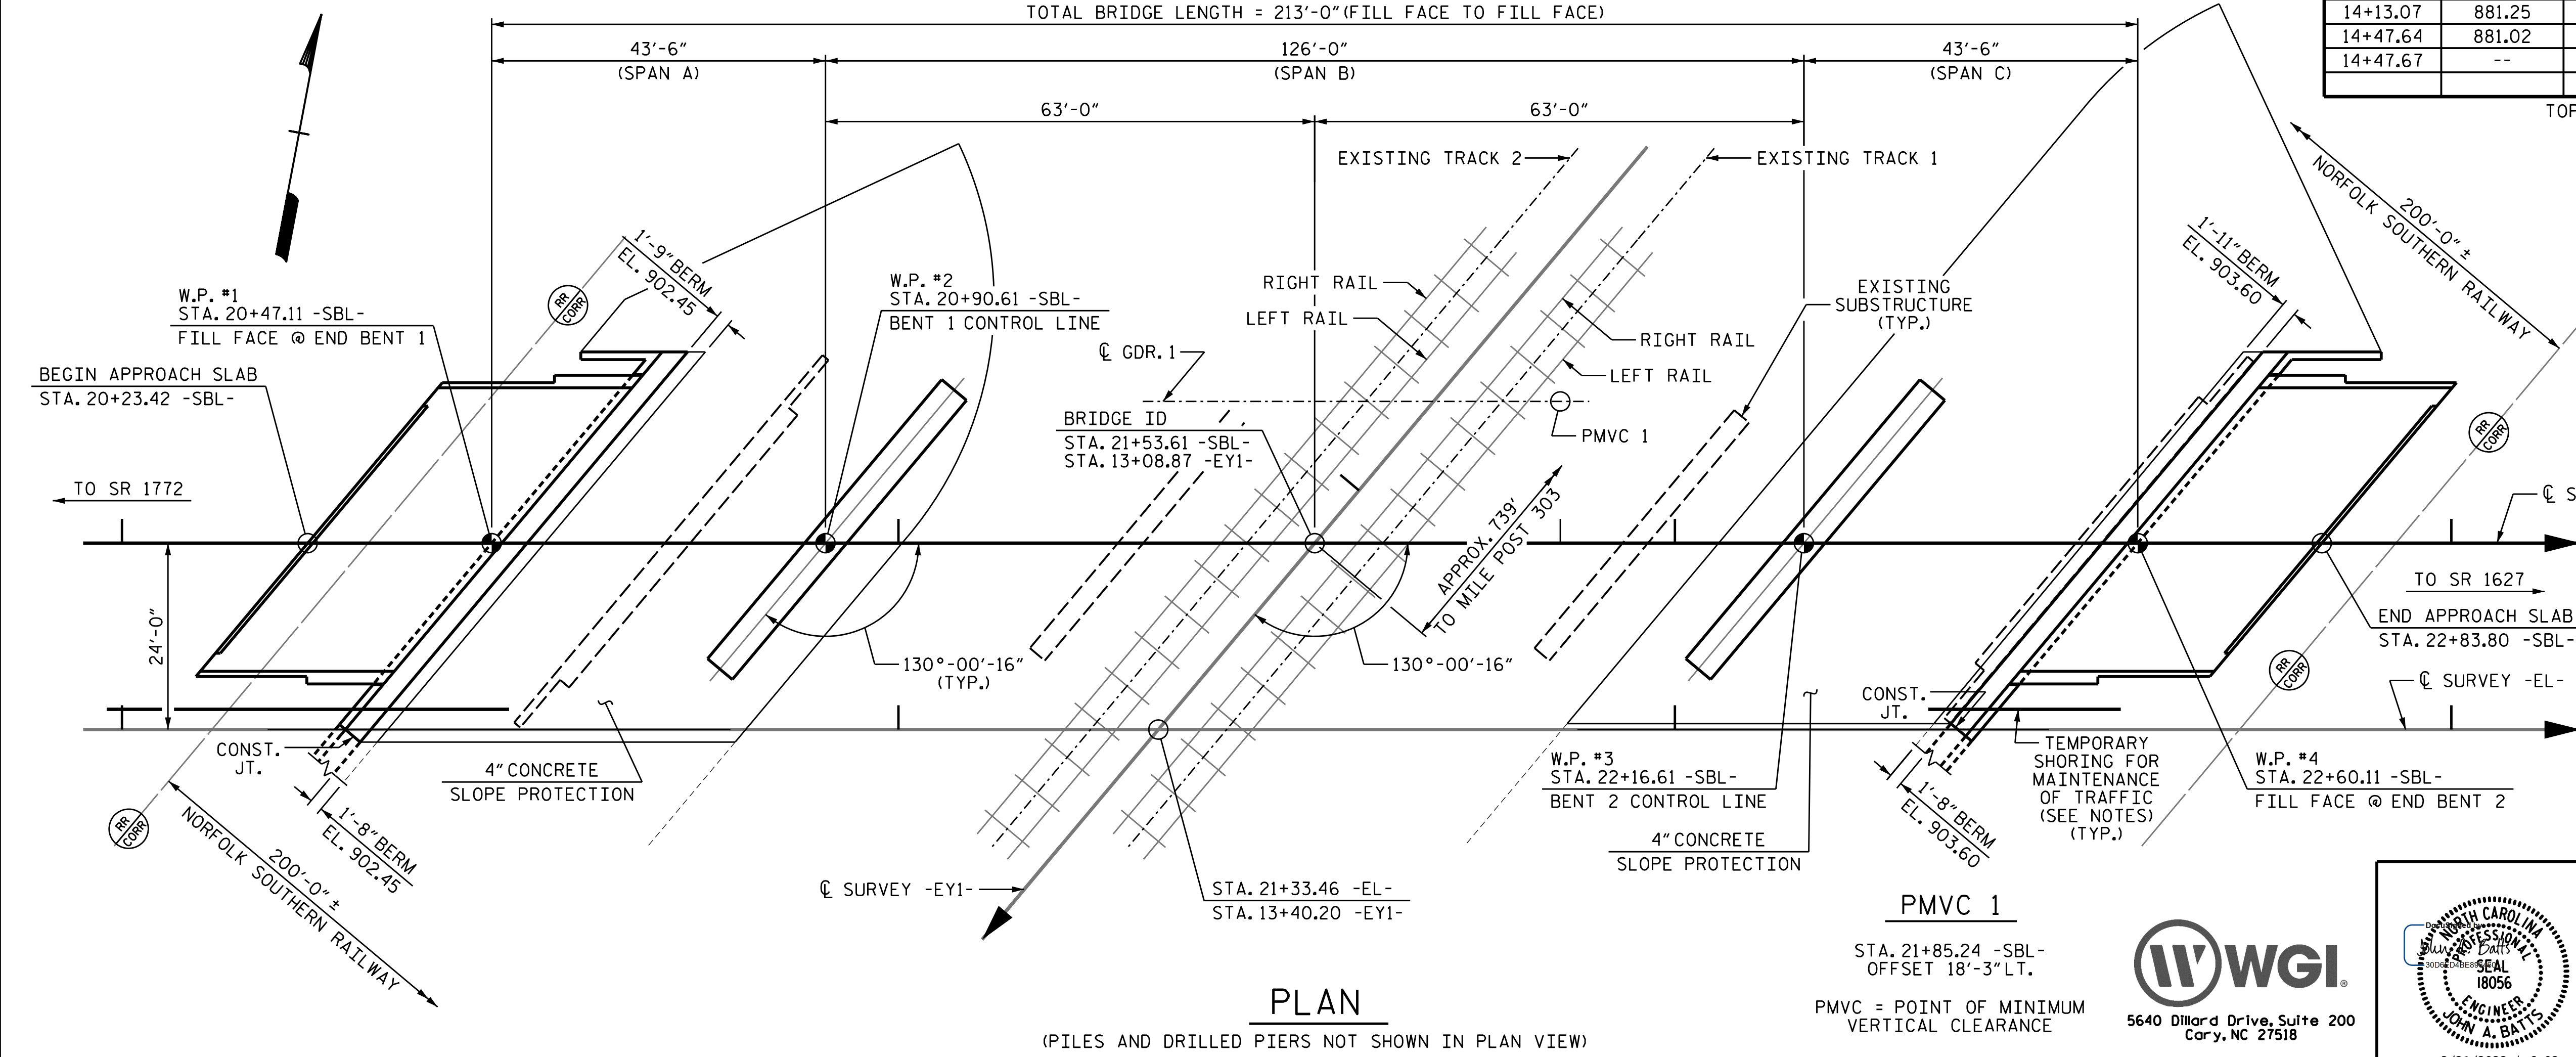 TOTAL BRIDGE LENGTH = 213'-0" (FILL FACE TO FILL FACE)
43'-6"
(SPAN A)
126'-0"
(SPAN B)
43'-6"
(SPAN C)
63'-0"
63'-0"
14+13.07 881.25
14+47.64 881.02
14+47.67 --
EXISTING TRACK 2
EXISTING TRACK 1
200'-0" ±
NORFOLK SOUTHERN RAILWAY
1'-9" BERM
EL. 902.45
1'-11" BERM
EL. 903.60
RR
CORR
W.P. #1
STA. 20+47.11 -SBL-
FILL FACE @ END BENT 1
W.P. #2
STA. 20+90.61 -SBL-
BENT 1 CONTROL LINE
RIGHT RAIL
LEFT RAIL
EXISTING
SUBSTRUCTURE
(TYP.)
RIGHT RAIL
LEFT RAIL
℄ GDR. 1
BEGIN APPROACH SLAB
STA. 20+23.42 -SBL-
BRIDGE ID
STA. 21+53.61 -SBL-
STA. 13+08.87 -EY1-
PMVC 1
RR
CORR
TO SR 1772
APPROX. 739'
TO MILE POST 303
℄ S
TO SR 1627
24'-0"
END APPROACH SLAB
STA. 22+83.80 -SBL-
130°-00'-16"
(TYP.)
130°-00'-16"
RR
CORR
℄ SURVEY -EL-
CONST.
JT.
CONST.
JT.
4" CONCRETE
SLOPE PROTECTION
TEMPORARY
SHORING FOR
MAINTENANCE
OF TRAFFIC
(SEE NOTES)
(TYP.)
W.P. #3
STA. 22+16.61 -SBL-
BENT 2 CONTROL LINE
W.P. #4
STA. 22+60.11 -SBL-
FILL FACE @ END BENT 2
RR
CORR
1'-8" BERM
EL. 902.45
1'-8" BERM
EL. 903.60
200'-0" ±
NORFOLK SOUTHERN RAILWAY
4" CONCRETE
SLOPE PROTECTION
℄ SURVEY -EY1-
STA. 21+33.46 -EL-
STA. 13+40.20 -EY1-
PMVC 1
STA. 21+85.24 -SBL-
OFFSET 18'-3" LT.
PMVC = POINT OF MINIMUM
VERTICAL CLEARANCE
PLAN
(PILES AND DRILLED PIERS NOT SHOWN IN PLAN VIEW)
W WGI®
5640 Dillard Drive, Suite 200
Cary, NC 27518
NORTH CAROLINA
PROFESSIONAL
SEAL
18056
ENGINEER
JOHN A. BATTS
John A. Batts